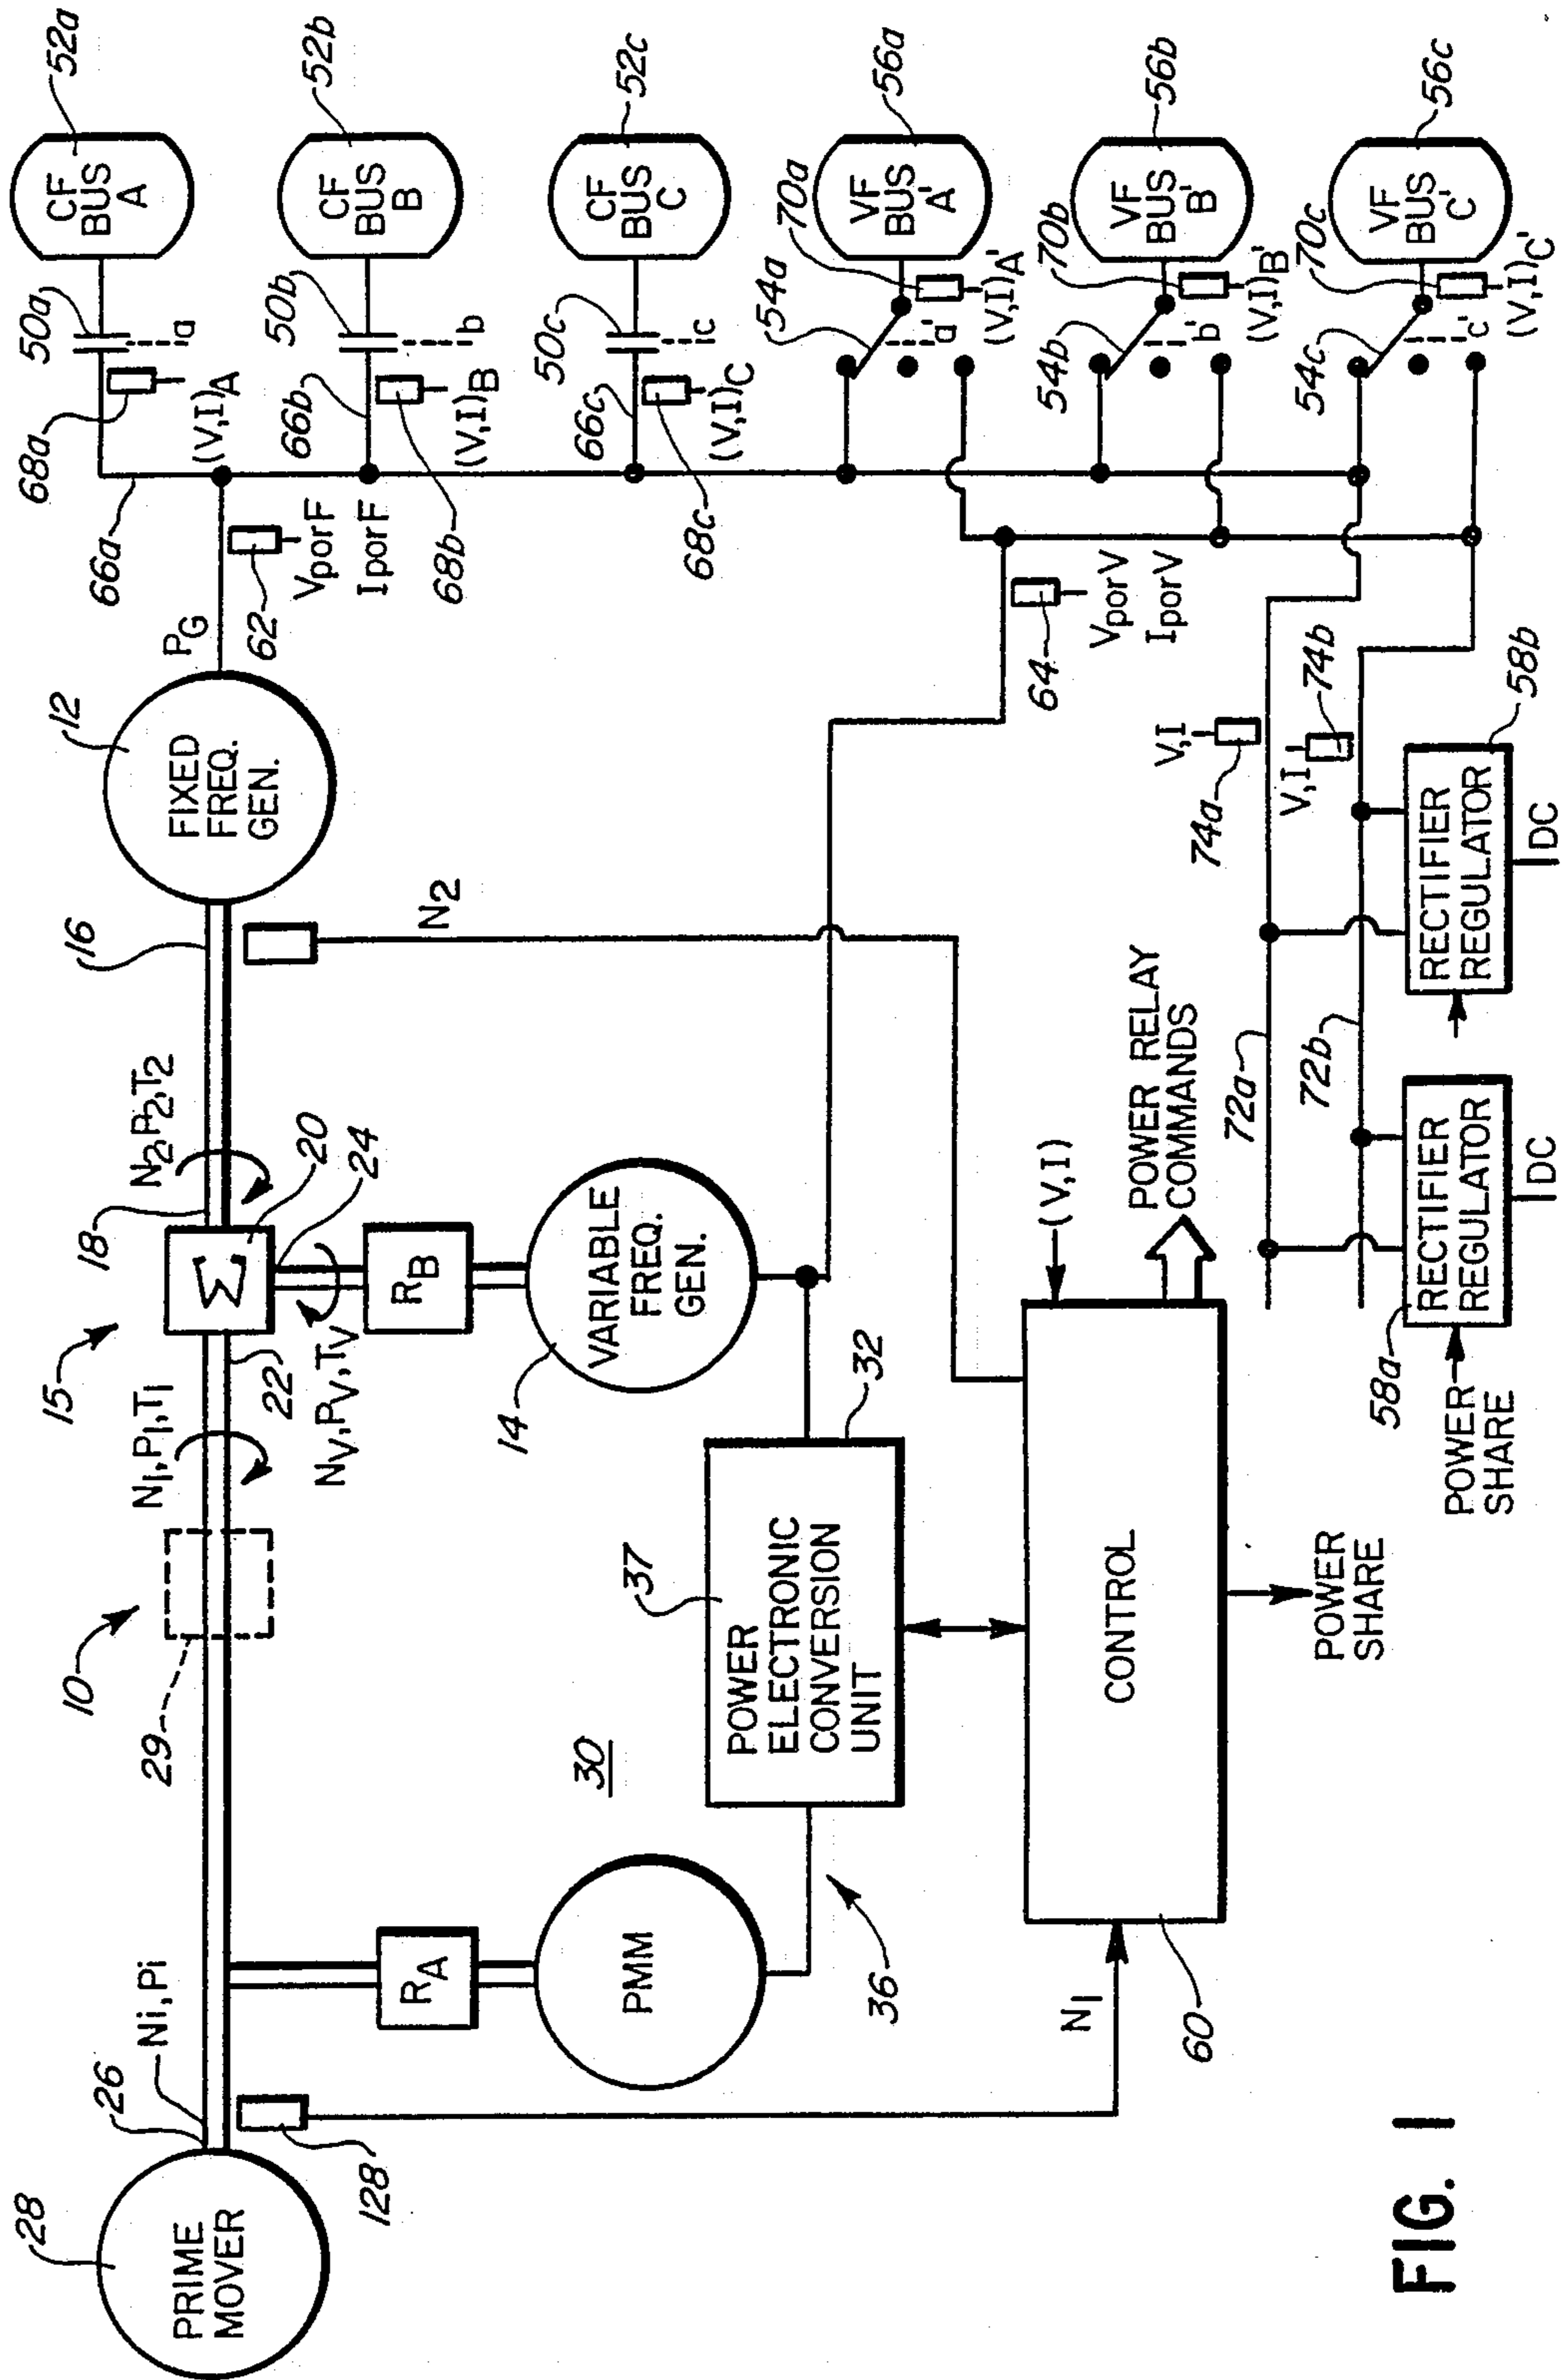 28
PRIME
MOVER
26
Ni,Pi
128
10
29
N1,P1,T1
15
22
18
N2,P2,T2
20
24
Σ
16
12
FIXED
FREQ.
GEN.
PG
62
VporF
IporF
66a
68a
(V,I)A
50a
a
CF
BUS
A
52a
66b
68b
(V,I)B
50b
b
CF
BUS
B
52b
66c
68c
(V,I)C
50c
c
CF
BUS
C
52c
54a
a'
70a
(V,I)A'
VF
BUS
A'
56a
54b
b'
70b
(V,I)B'
VF
BUS
B'
56b
54c
c'
70c
(V,I)C'
VF
BUS
C'
56c
RA
PMM
36
30
NV,PV,TV
RB
14
VARIABLE
FREQ.
GEN.
N2
64
VporV
IporV
37
POWER
ELECTRONIC
CONVERSION
UNIT
32
N1
60
CONTROL
(V,I)
POWER RELAY
COMMANDS
POWER
SHARE
72a
72b
74a
V,I
74b
V,I
58a
POWER
SHARE
RECTIFIER
REGULATOR
DC
58b
RECTIFIER
REGULATOR
DC
FIG. 1